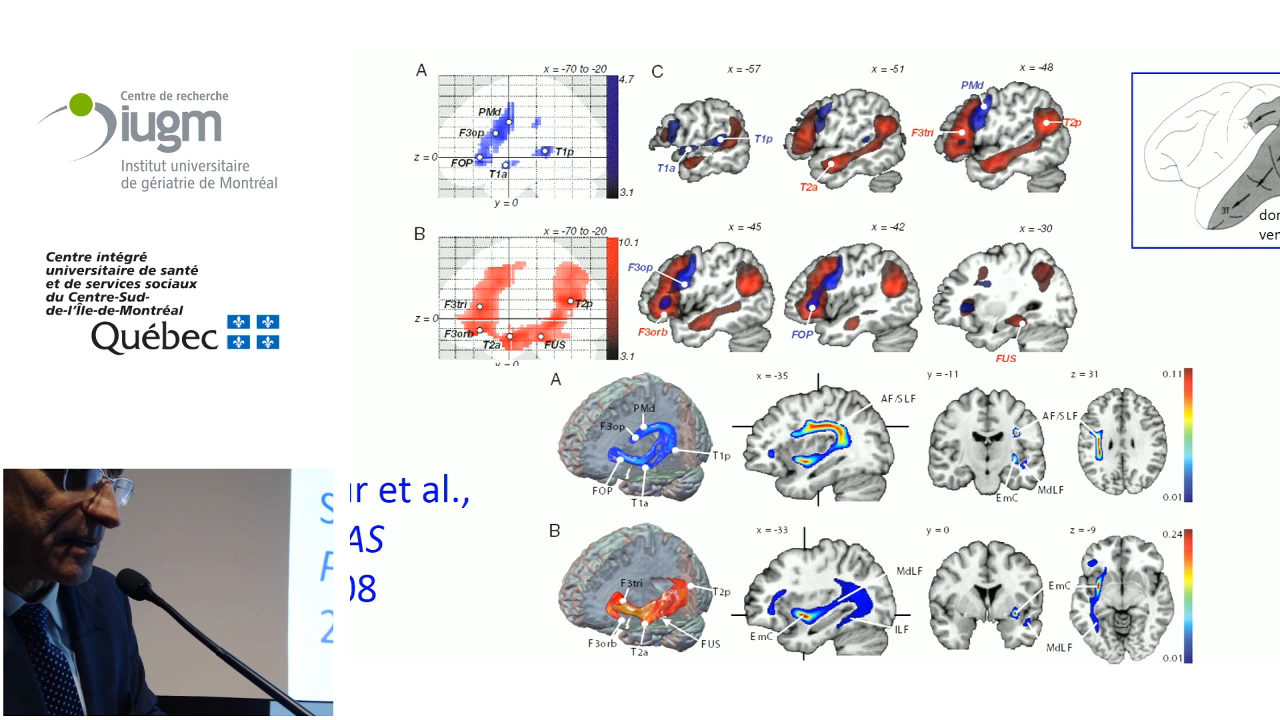 Centre de recherche
iugm
Institut universitaire
de gériatrie de Montréal
Centre intégré
universitaire de santé
et de services sociaux
du Centre-Sud-
de-l'Île-de-Montréal
Québec
ur et al.,
AS
08
S
F
2
A
x = -70 to -20
4.7
PMd
F3op
z = 0
FOP
T1p
T1a
3.1
y = 0
B
x = -70 to -20
10.1
F3tri
T2p
z = 0
F3orb
T2a
FUS
3.1
y = 0
C
x = -57
x = -51
x = -48
PMd
F3tri
T2p
T1p
T1a
T2a
x = -45
x = -42
x = -30
F3op
F3orb
FOP
FUS
3T
dor
ver
A
x = -35
y = -11
z = 31
0.11
PMd
F3op
AF/SLF
AF/SLF
T1p
FOP
T1a
EmC
MdLF
0.01
B
x = -33
y = 0
z = -9
0.24
F3tri
T2p
MdLF
EmC
F3orb
T2a
FUS
EmC
ILF
MdLF
0.01